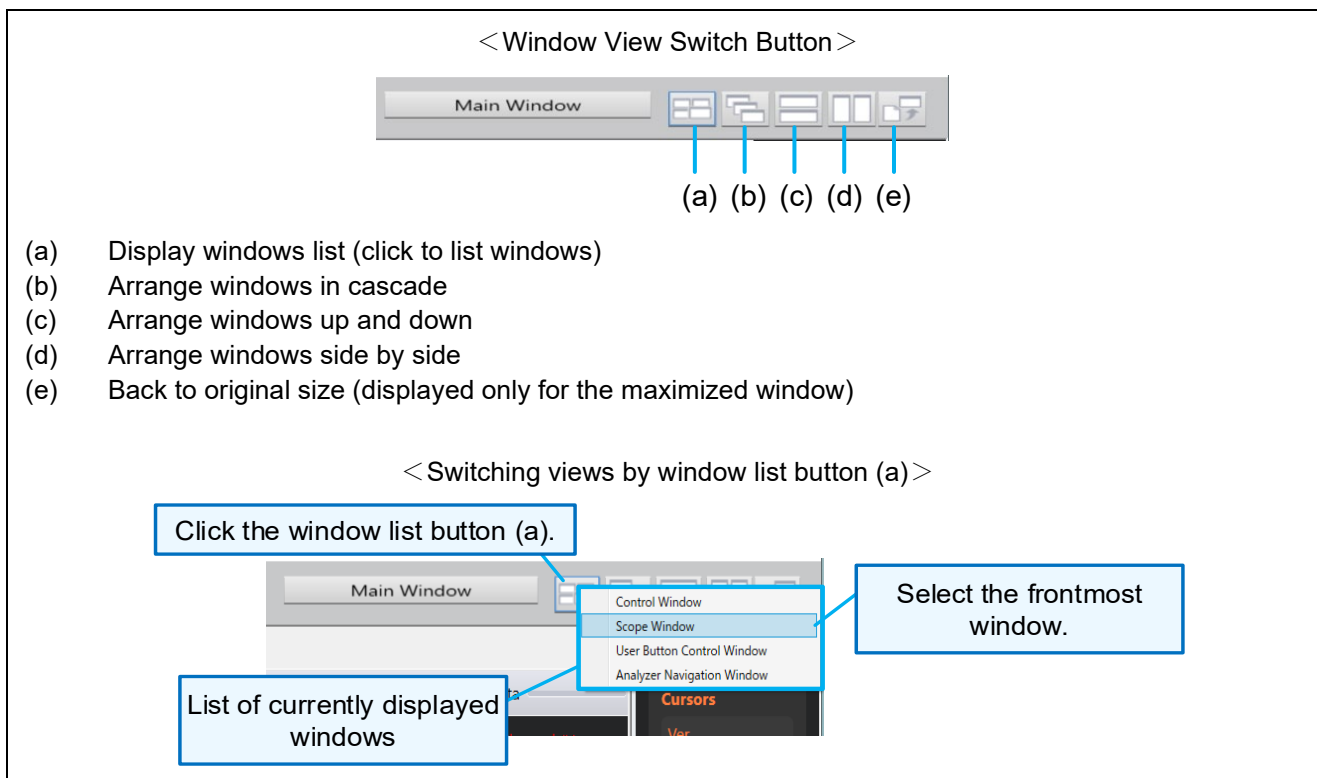 ＜Window View Switch Button＞
Main Window
(a) (b) (c) (d) (e)
(a) Display windows list (click to list windows)
(b) Arrange windows in cascade
(c) Arrange windows up and down
(d) Arrange windows side by side
(e) Back to original size (displayed only for the maximized window)
＜Switching views by window list button (a)＞
Click the window list button (a).
Main Window
Control Window
Scope Window
User Button Control Window
Analyzer Navigation Window
Select the frontmost
window.
List of currently displayed
windows
ta
Cursors
Ver